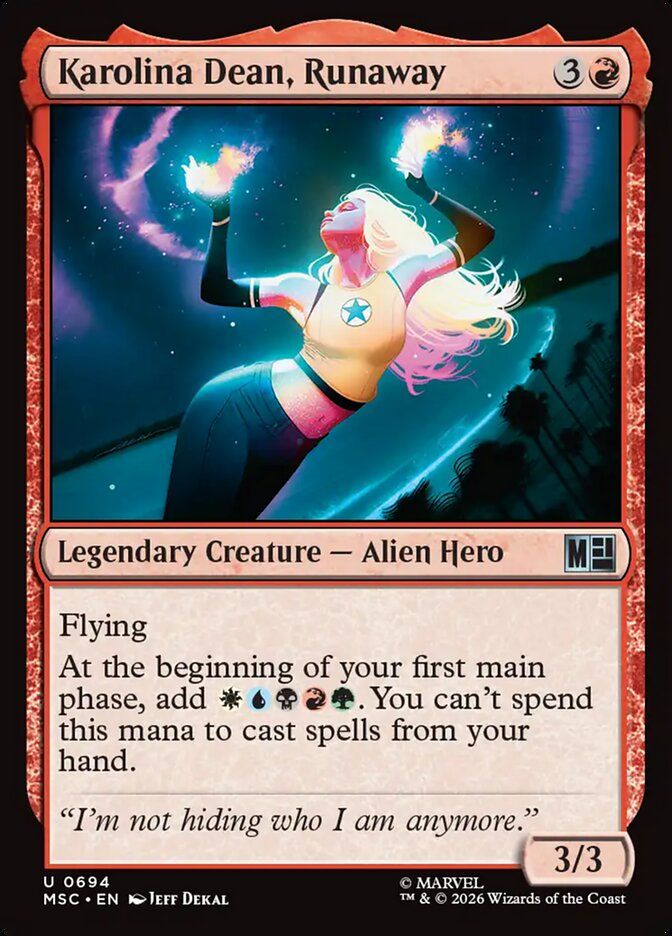 Karolina Dean, Runaway 3
Legendary Creature — Alien Hero
Flying
At the beginning of your first main
phase, add . You can't spend
this mana to cast spells from your
hand.
“I'm not hiding who I am anymore.”
3/3
U 0694
MSC • EN Jeff Dekal
© MARVEL
™ & © 2026 Wizards of the Coast